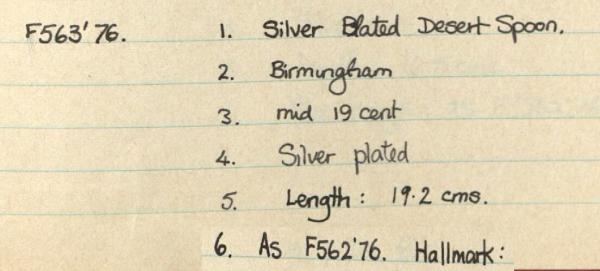 F563'76. 1. Silver Blated Desert Spoon.
2. Birmingham
3. mid 19 cent
4. Silver plated
5. Length : 19.2 cms.
6. As F562'76. Hallmark :